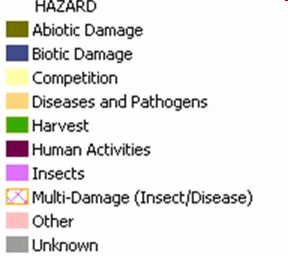 HAZARD
Abiotic Damage
Biotic Damage
Competition
Diseases and Pathogens
Harvest
Human Activities
Insects
Multi-Damage (Insect/Disease)
Other
Unknown